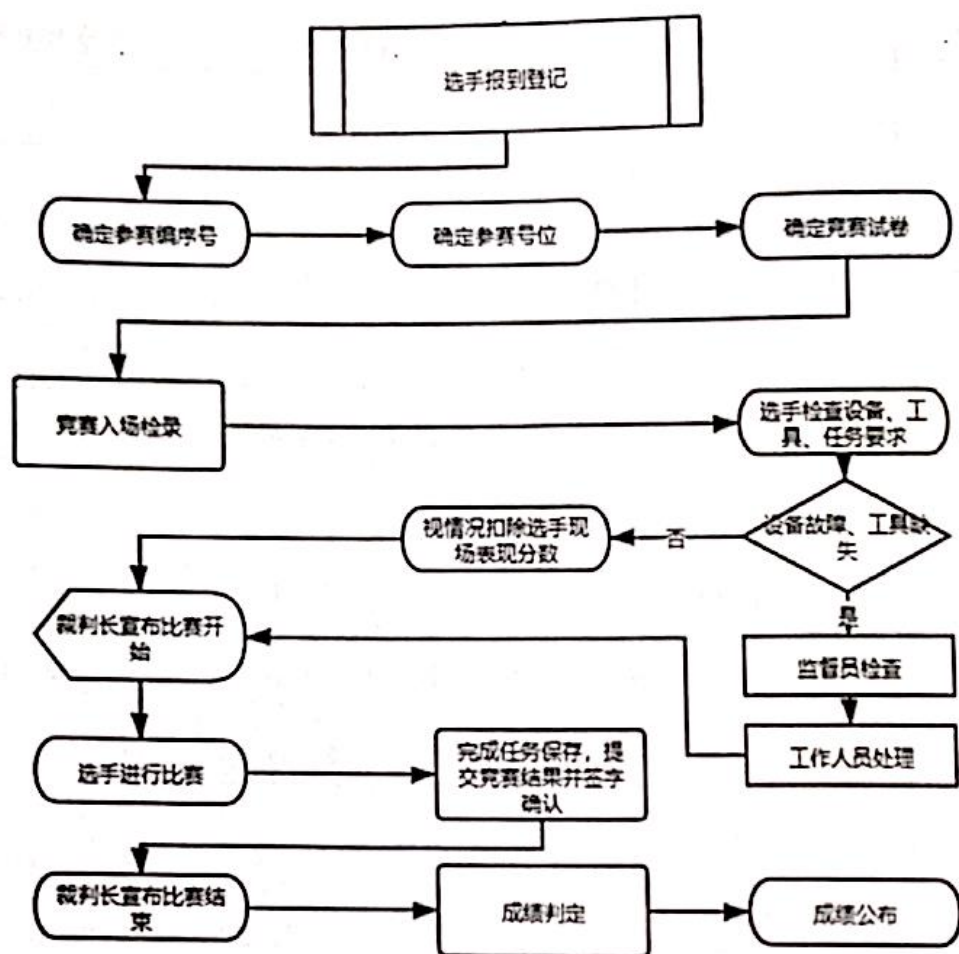 选手报到登记
确定参赛编序号
确定参赛号位
确定竞赛试卷
竞赛入场检录
选手检查设备、工
具、任务要求
设备故障、工具缺
失
否
视情况扣除选手现
场表现分数
是
监督员检查
工作人员处理
裁判长宣布比赛开
始
选手进行比赛
完成任务保存，提
交竞赛结果并签字
确认
裁判长宣布比赛结
束
成绩判定
成绩公布